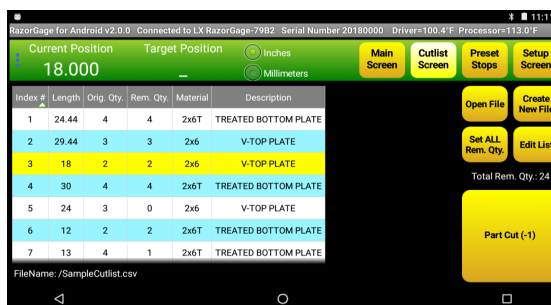 11:1
RazorGage for Android v2.0.0 Connected to LX RazorGage-79B2 Serial Number 20180000 Driver=100.4°F Processor=113.0°F
Current Position Target Position Inches Main Screen Cutlist Screen Preset Stops Setup Screen
18.000 _ Millimeters
Index # Length Orig. Qty. Rem. Qty. Material Description
1 24.44 4 4 2x6T TREATED BOTTOM PLATE
2 29.44 3 3 2x6 V-TOP PLATE
3 18 2 2 2x6 V-TOP PLATE
4 30 4 4 2x6T TREATED BOTTOM PLATE
5 24 3 0 2x6 V-TOP PLATE
6 12 2 2 2x6T TREATED BOTTOM PLATE
7 13 4 1 2x6T TREATED BOTTOM PLATE
Open File Create New File
Set ALL Rem. Qty. Edit List
Total Rem. Qty.: 24
Part Cut (-1)
FileName: /SampleCutlist.csv